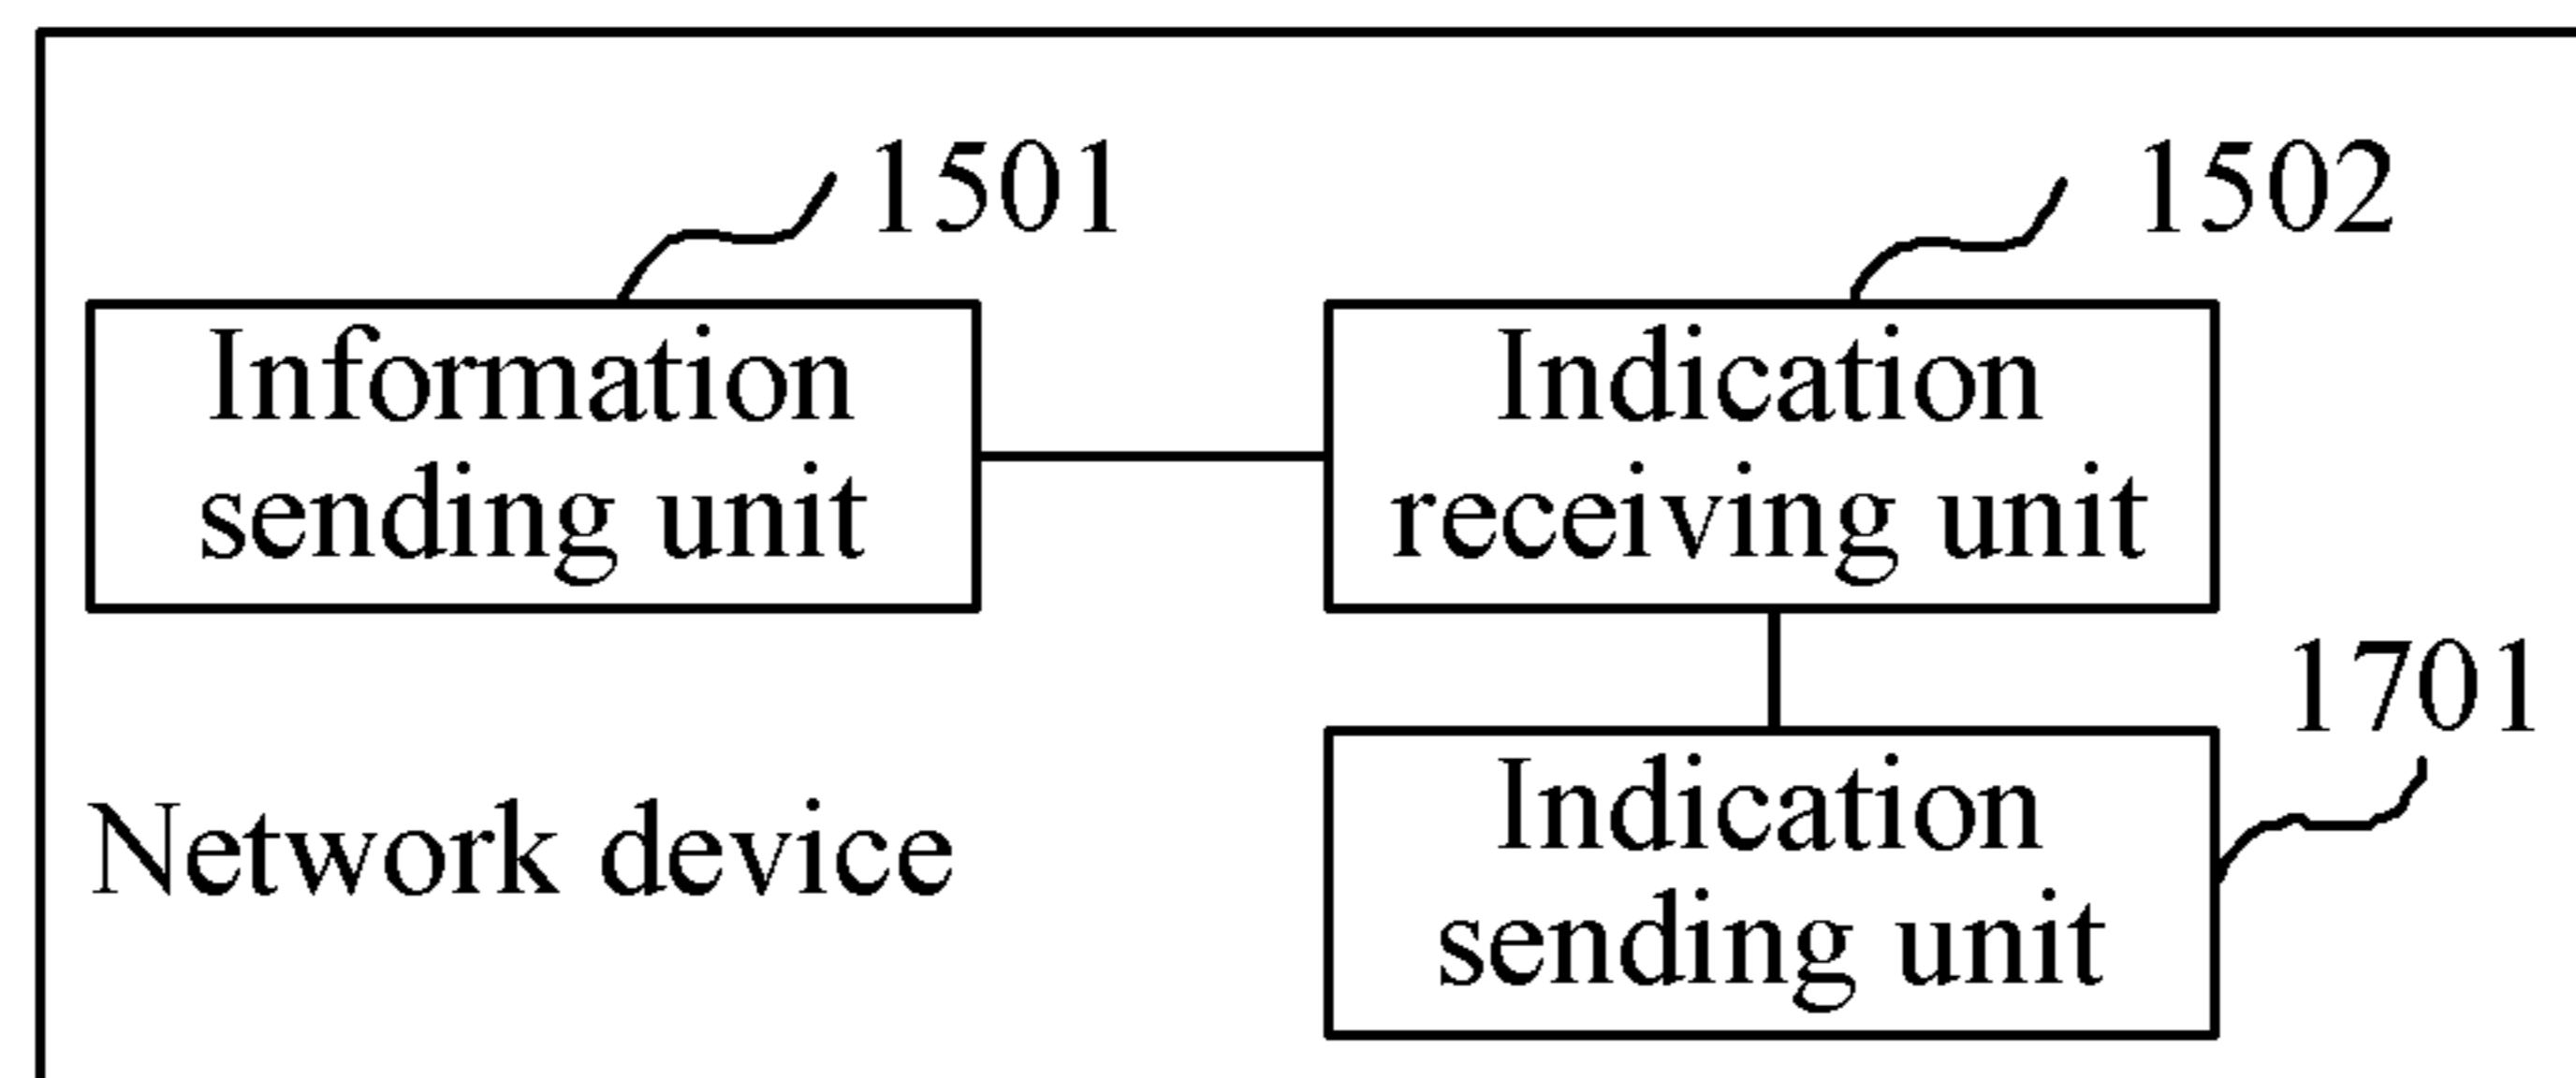 1501
1502
Information
sending unit
Indication
receiving unit
1701
Indication
sending unit
Network device